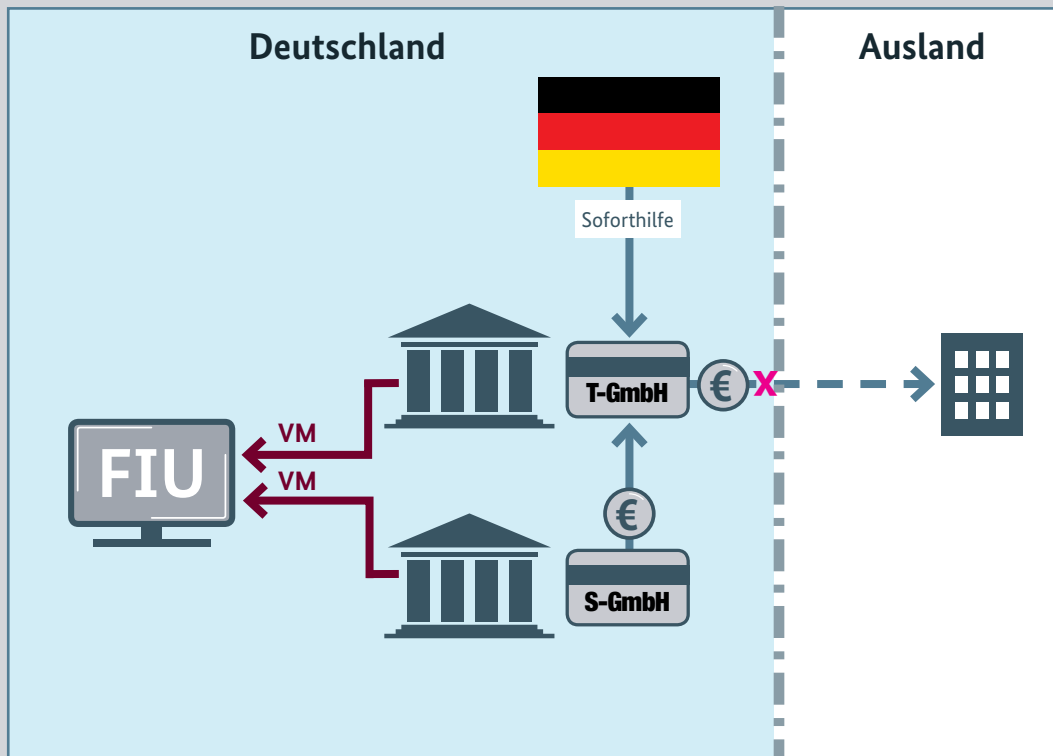 Deutschland
Ausland
Soforthilfe
T-GmbH
€
X
VM
FIU
VM
€
S-GmbH